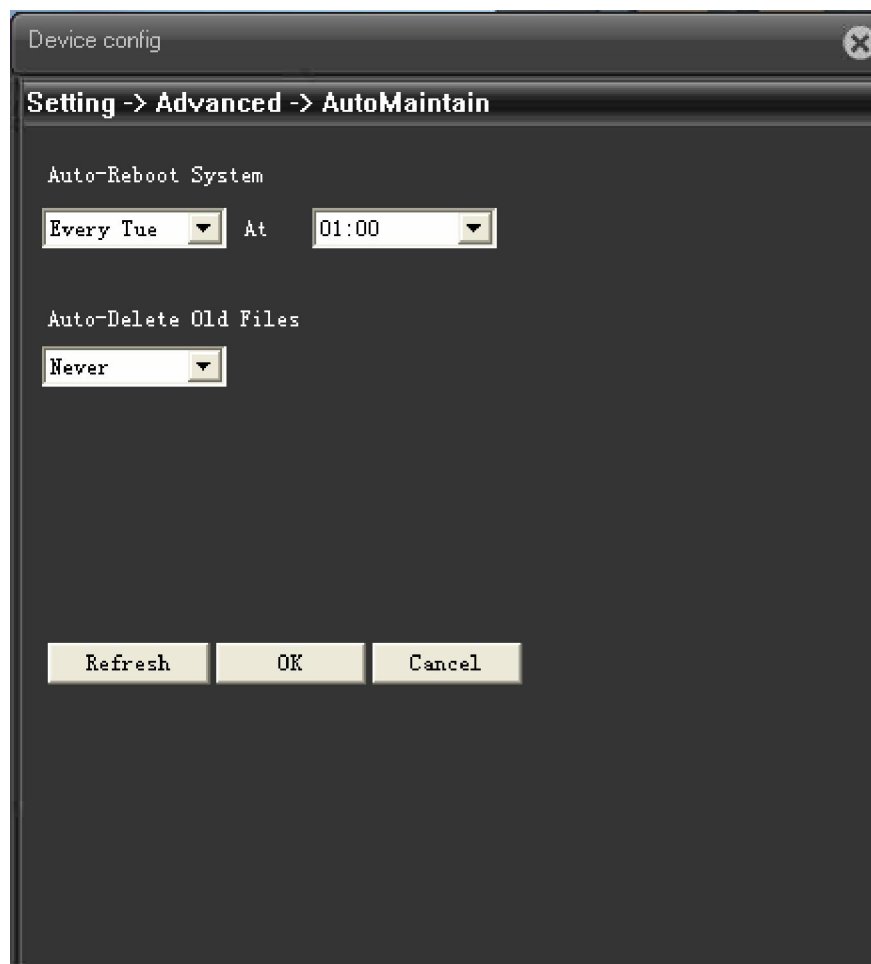 Device config
Setting -> Advanced -> AutoMaintain
Auto-Reboot System
Every Tue At 01:00
Auto-Delete Old Files
Never
Refresh OK Cancel